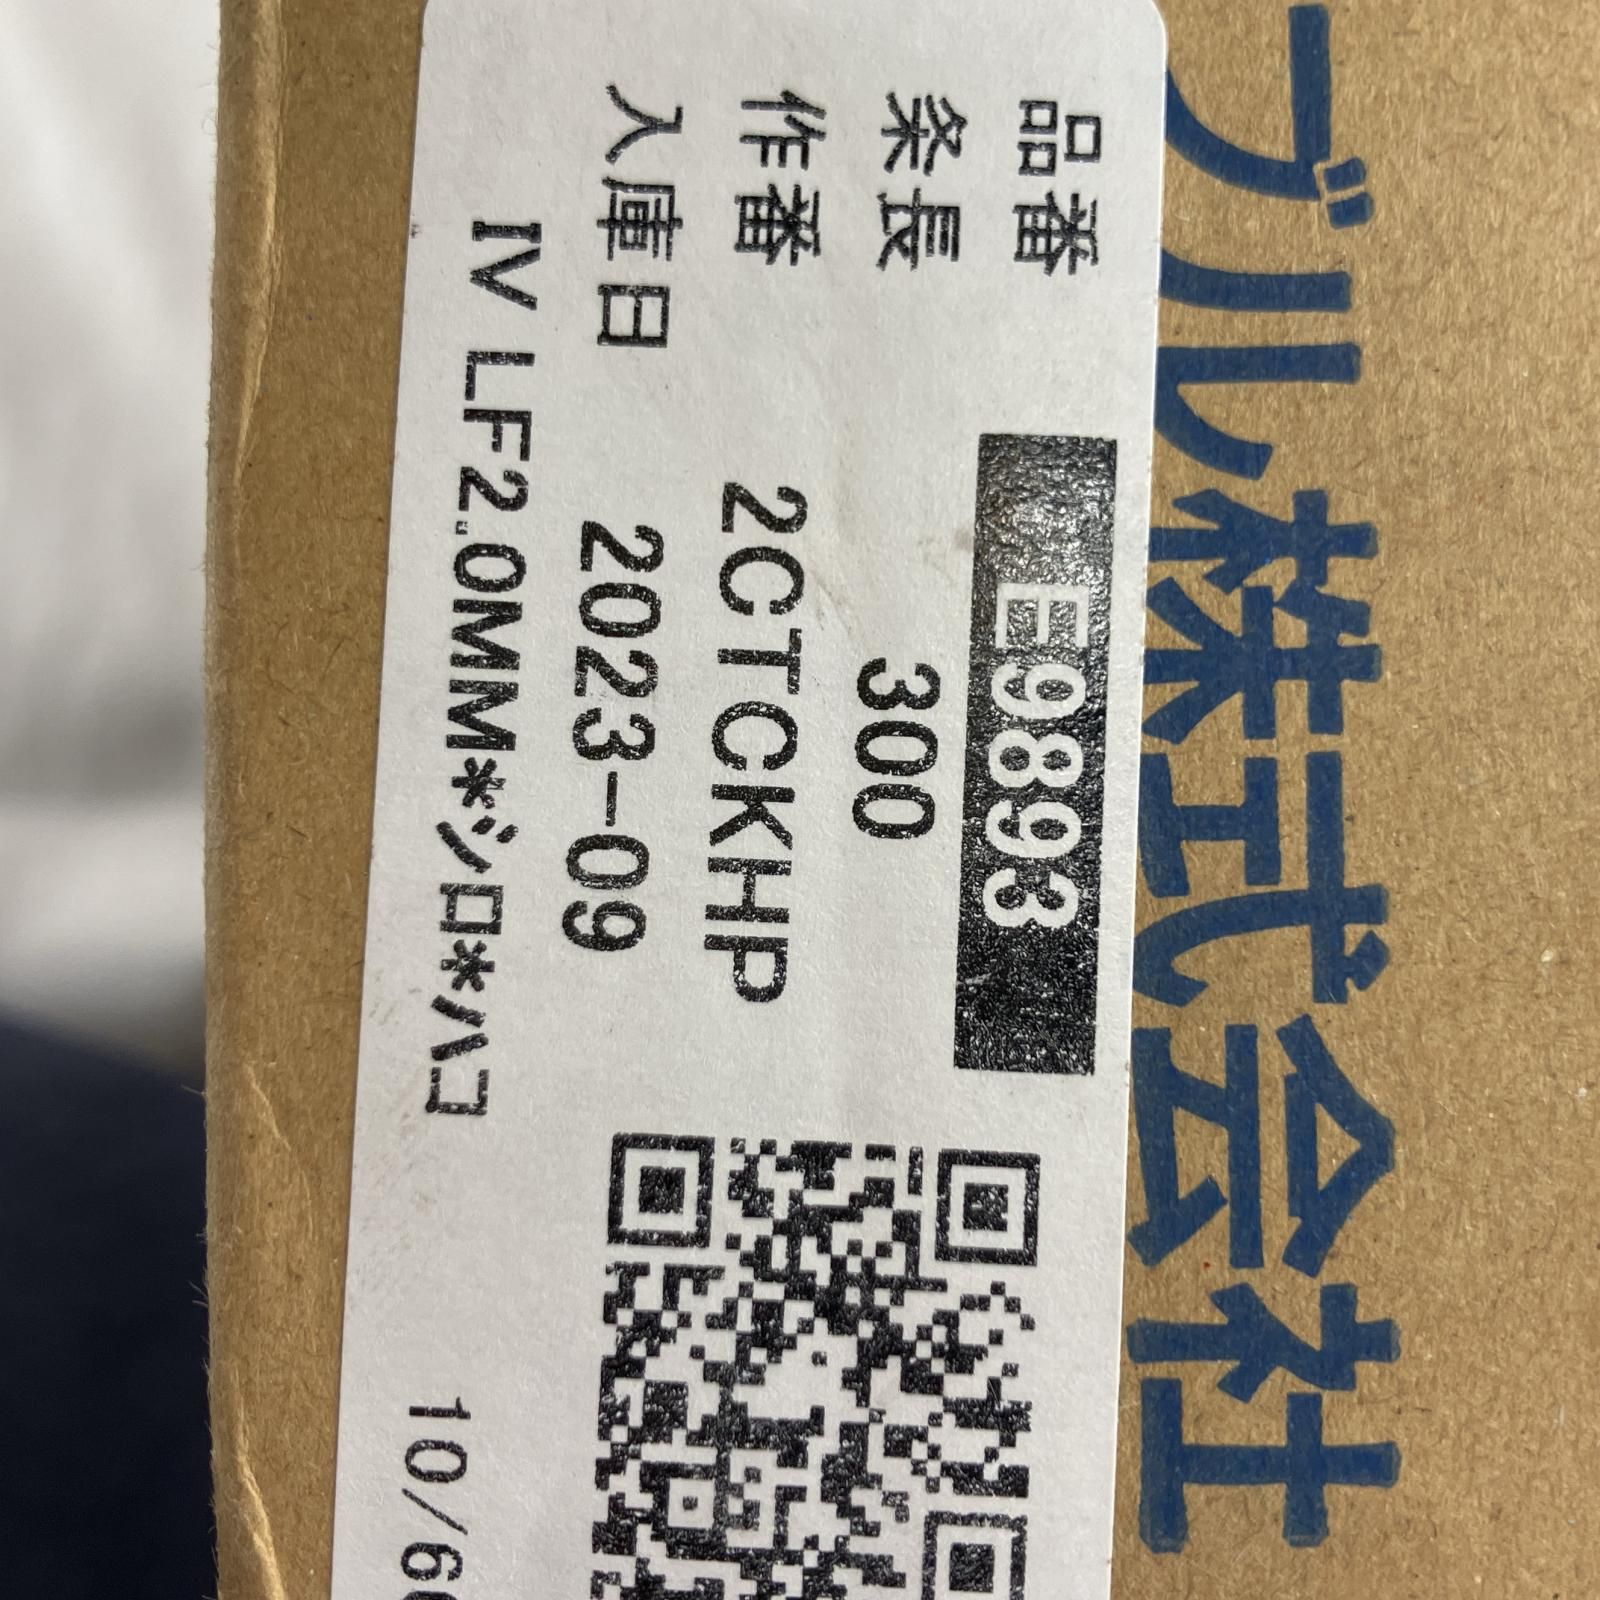 ブル株式会社
品番 E9893
条長 300
作番 2CTCKHP
入庫日 2023-09
IV LF2.0MM*シロ*ハコ
10/6